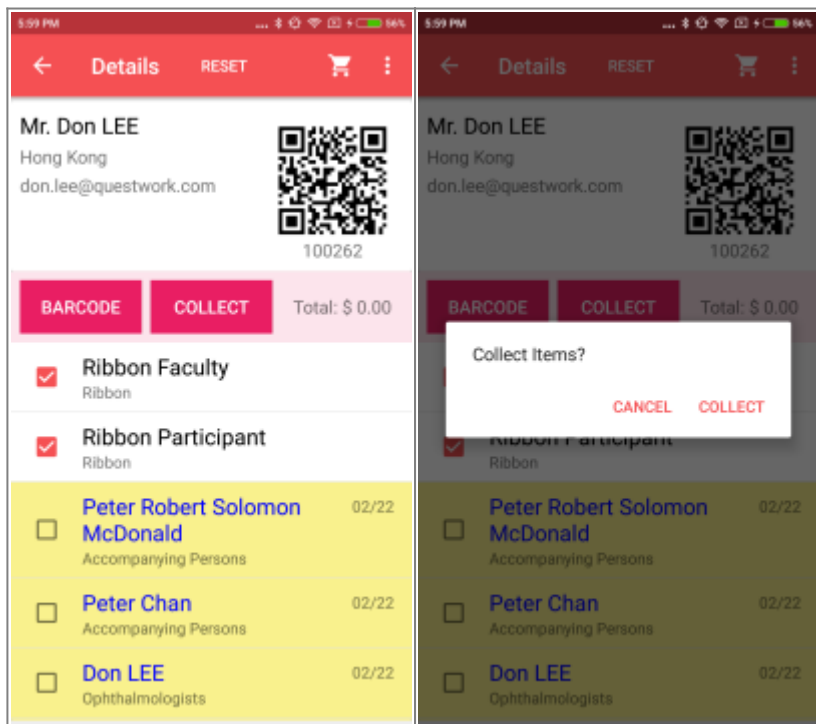 5:59 PM
... 56%
Details RESET
Mr. Don LEE
Hong Kong
don.lee@questwork.com
100262
BARCODE COLLECT Total: $ 0.00
Ribbon Faculty
Ribbon
Ribbon Participant
Ribbon
Peter Robert Solomon 02/22
McDonald
Accompanying Persons
Peter Chan 02/22
Accompanying Persons
Don LEE 02/22
Ophthalmologists
5:59 PM
... 56%
Details RESET
Mr. Don LEE
Hong Kong
don.lee@questwork.com
100262
BARCODE COLLECT Total: $ 0.00
Collect Items?
CANCEL COLLECT
Ribbon Participant
Ribbon
Peter Robert Solomon 02/22
McDonald
Accompanying Persons
Peter Chan 02/22
Accompanying Persons
Don LEE 02/22
Ophthalmologists